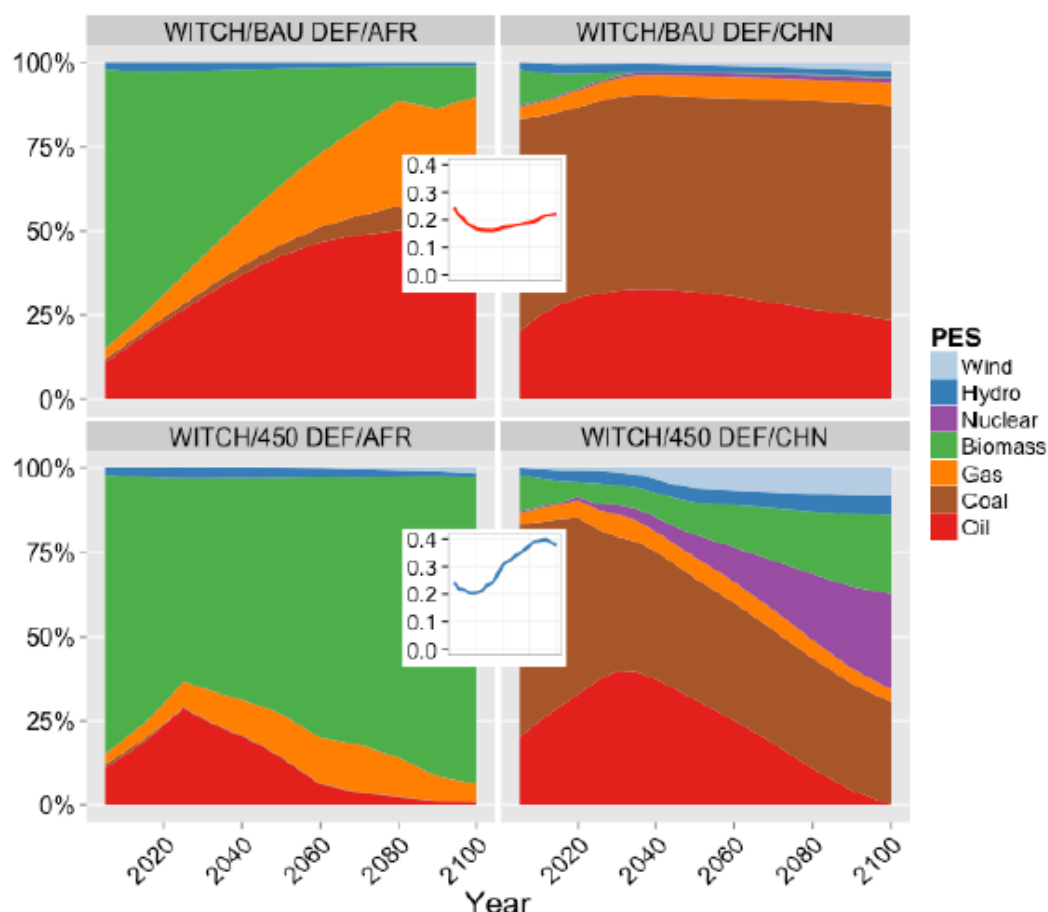 WITCH/BAU DEF/AFR
WITCH/BAU DEF/CHN
100%
75%
50%
25%
0%
0.4
0.3
0.2
0.1
0.0
WITCH/450 DEF/AFR
WITCH/450 DEF/CHN
100%
75%
50%
25%
0%
0.4
0.3
0.2
0.1
0.0
2020
2040
2060
2080
2100
2020
2040
2060
2080
2100
Year
PES
Wind
Hydro
Nuclear
Biomass
Gas
Coal
Oil